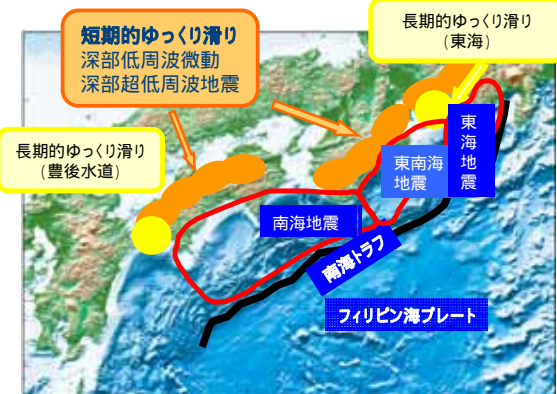 短期的ゆっくり滑り
深部低周波微動
深部超低周波地震
長期的ゆっくり滑り
(東海)
長期的ゆっくり滑り
(豊後水道)
東海地震
東南海
地震
南海地震
南海トラフ
フィリピン海プレート